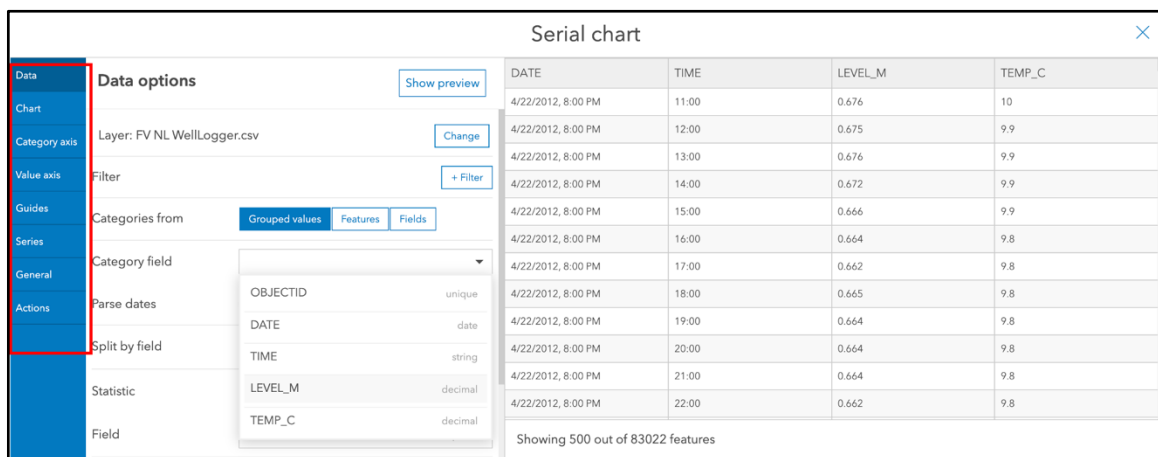 Serial chart
Data
Chart
Category axis
Value axis
Guides
Series
General
Actions
Data options
Show preview
Layer: FV NL WellLogger.csv
Change
Filter
+ Filter
Categories from
Grouped values Features Fields
Category field
Parse dates
Split by field
Statistic
Field
OBJECTID unique
DATE date
TIME string
LEVEL_M decimal
TEMP_C decimal
DATE TIME LEVEL_M TEMP_C
4/22/2012, 8:00 PM 11:00 0.676 10
4/22/2012, 8:00 PM 12:00 0.675 9.9
4/22/2012, 8:00 PM 13:00 0.676 9.9
4/22/2012, 8:00 PM 14:00 0.672 9.9
4/22/2012, 8:00 PM 15:00 0.666 9.9
4/22/2012, 8:00 PM 16:00 0.664 9.8
4/22/2012, 8:00 PM 17:00 0.662 9.8
4/22/2012, 8:00 PM 18:00 0.665 9.8
4/22/2012, 8:00 PM 19:00 0.664 9.8
4/22/2012, 8:00 PM 20:00 0.664 9.8
4/22/2012, 8:00 PM 21:00 0.664 9.8
4/22/2012, 8:00 PM 22:00 0.662 9.8
Showing 500 out of 83022 features